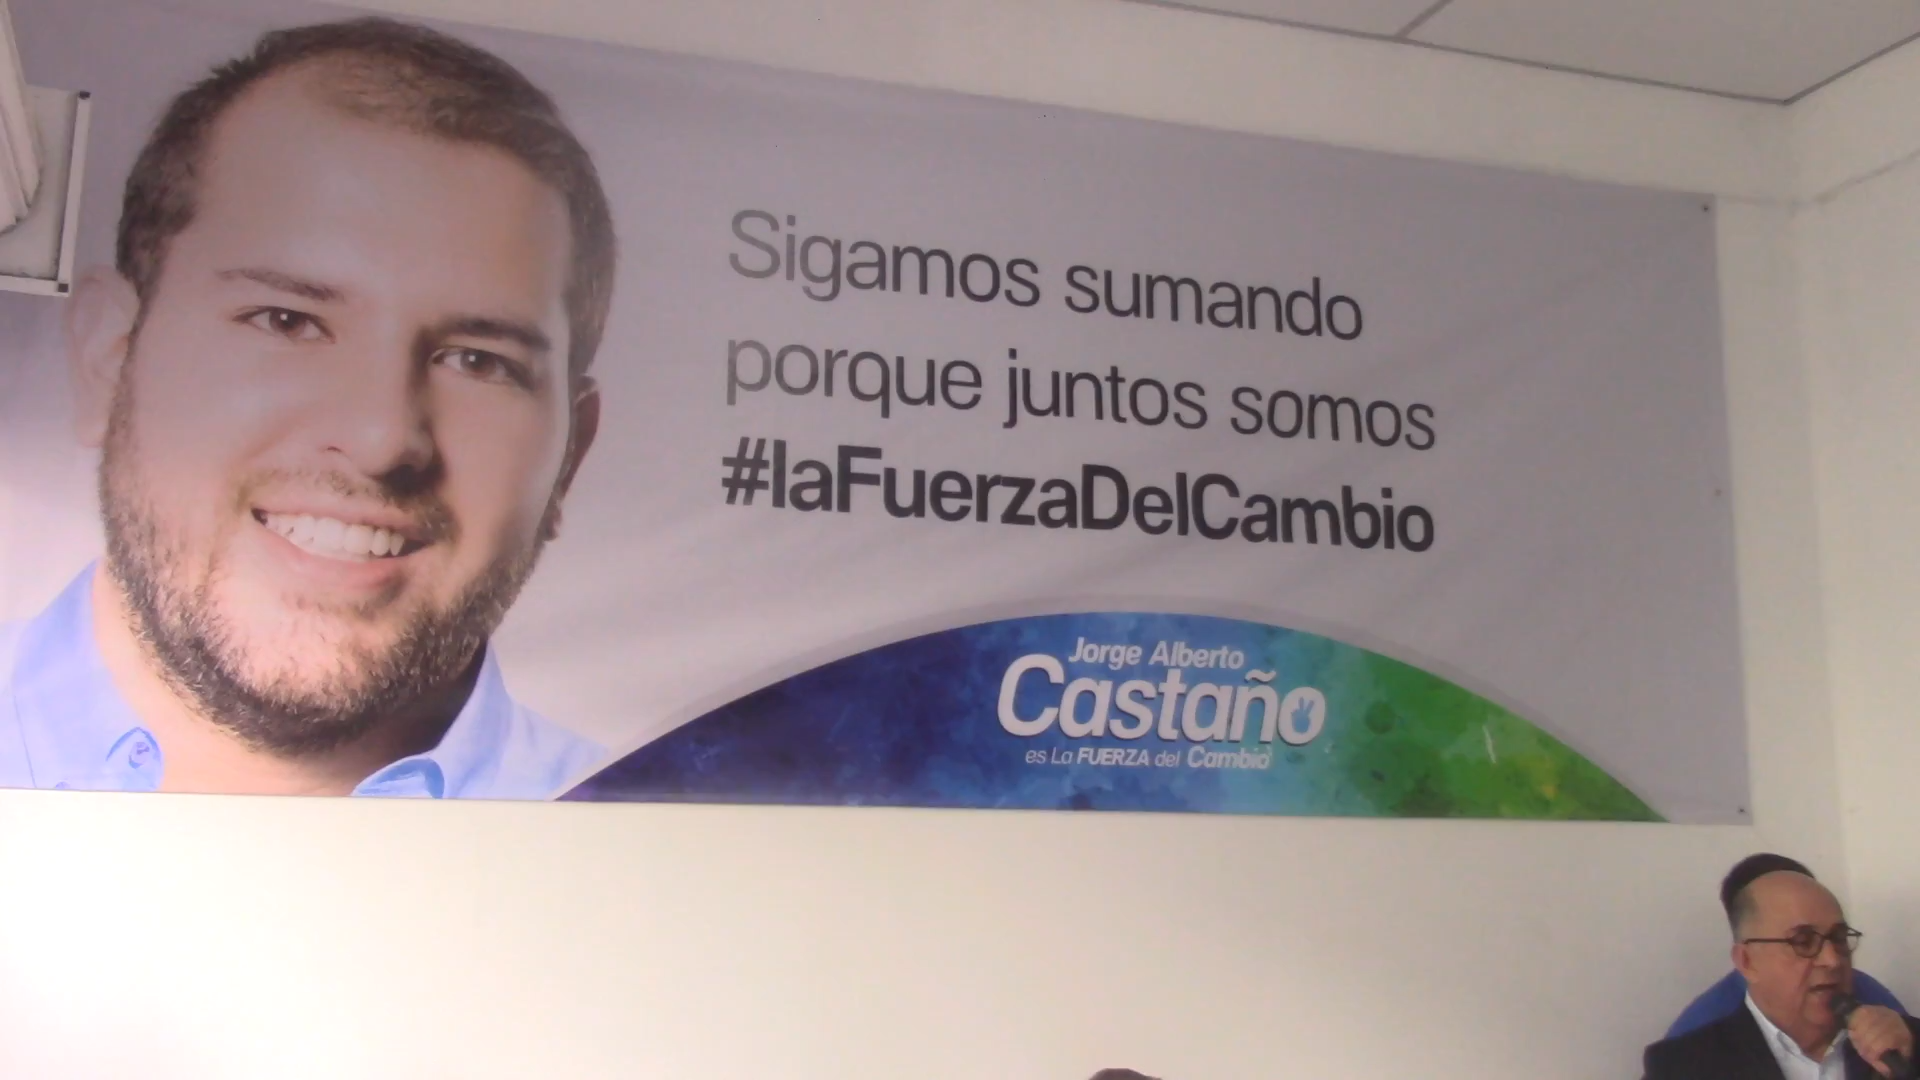 Sigamos sumando
porque juntos somos
#laFuerzaDelCambio
Jorge Alberto
Castaño
es La FUERZA del Cambio